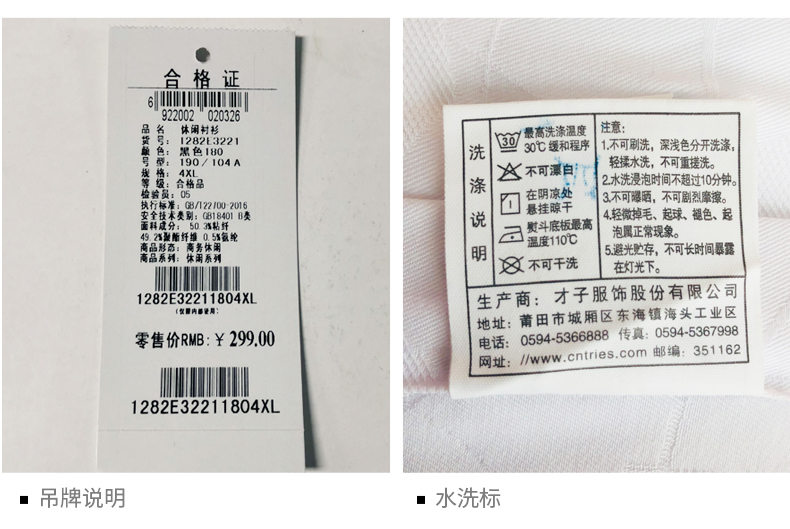 合格证
6 922002 020326
品 名: 休闲衬衫
货 号: 1282E3221
颜 色: 黑色180
号 型: 190/104A
规 格: 4XL
等 级: 合格品
检验员: 05
执行标准: GB/T22700-2016
安全技术类别: GB18401 B类
面料成分: 50.3%粘纤
49.2%聚酯纤维 0.5%氨纶
商品形态: 商务休闲
商品系列: 休闲系列
1282E32211804XL
(仅限内部使用)
零售价RMB: ¥ 299.00
1282E32211804XL
吊牌说明
洗涤说明
30 最高洗涤温度
30℃ 缓和程序
不可漂白
在阴凉处
悬挂晾干
熨斗底板最高
温度110℃
不可干洗
注意:
1.不可刷洗，深浅色分开洗涤,
轻揉水洗，不可重搓洗。
2.水洗浸泡时间不超过10分钟。
3.不可曝晒，不可剧烈摩擦。
4.轻微掉毛、起球、褪色、起
泡属正常现象。
5.避光贮存，不可长时间暴露
在灯光下。
生产商: 才子服饰股份有限公司
地址: 莆田市城厢区东海镇海头工业区
电话: 0594-5366888 传真: 0594-5367998
网址: //www.cntries.com 邮编: 351162
水洗标